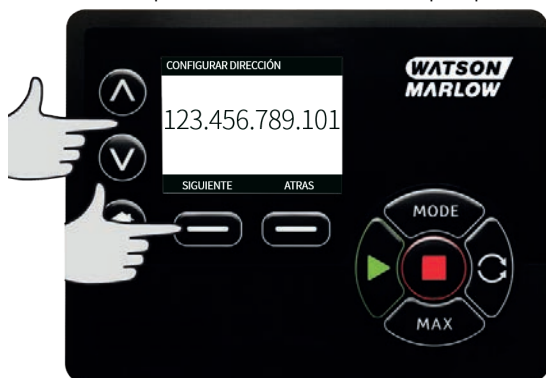 CONFIGURAR DIRECCIÓN
WATSON
MARLOW
123.456.789.101
SIGUIENTE ATRAS
MODE
MAX